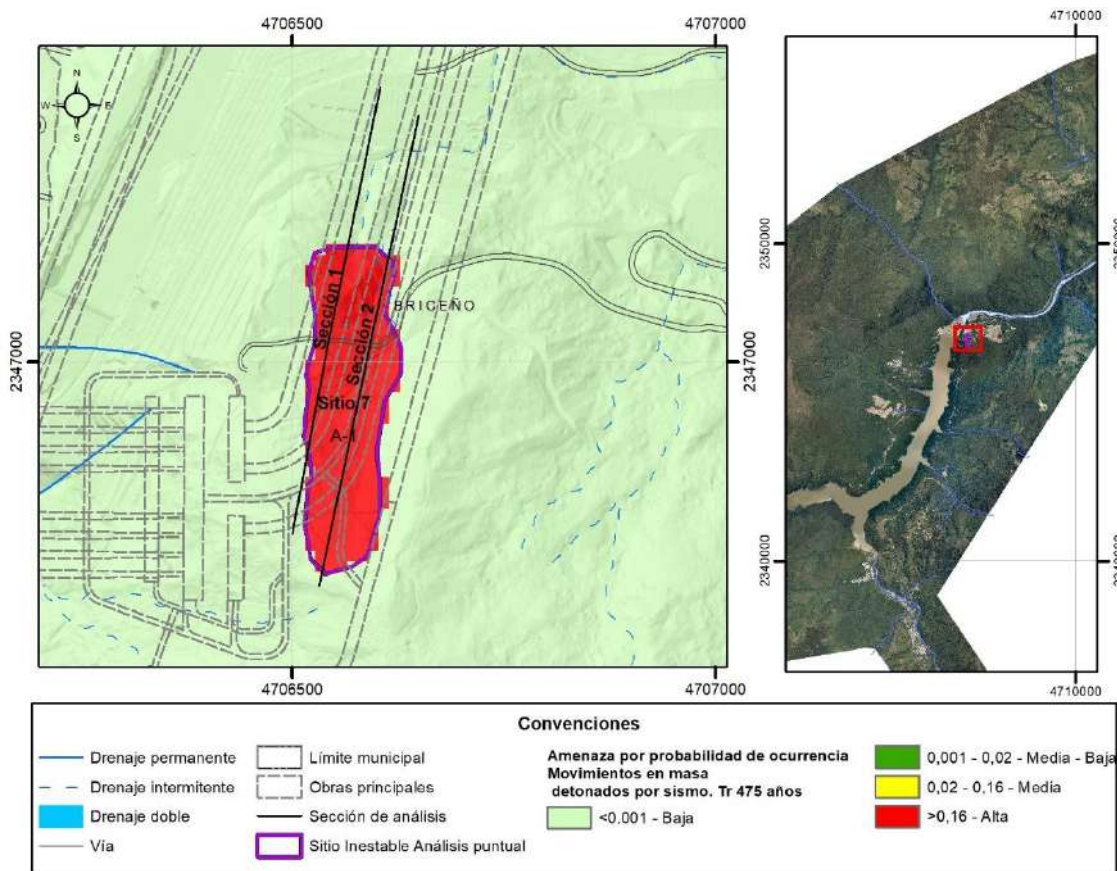 4706500
4707000
4710000
N
W E
S
2347000
2347000
Sección 1
Sección 2
BRICEÑO
Sitio 7
A-1
4706500
4707000
2350000
2350000
2340000
2340000
4710000
Convenciones
Drenaje permanente
Drenaje intermitente
Drenaje doble
Vía
Límite municipal
Obras principales
Sección de análisis
Sitio Inestable Análisis puntual
Amenaza por probabilidad de ocurrencia
Movimientos en masa
detonados por sismo. Tr 475 años
<0,001 - Baja
0,001 - 0,02 - Media - Baja
0,02 - 0,16 - Media
>0,16 - Alta